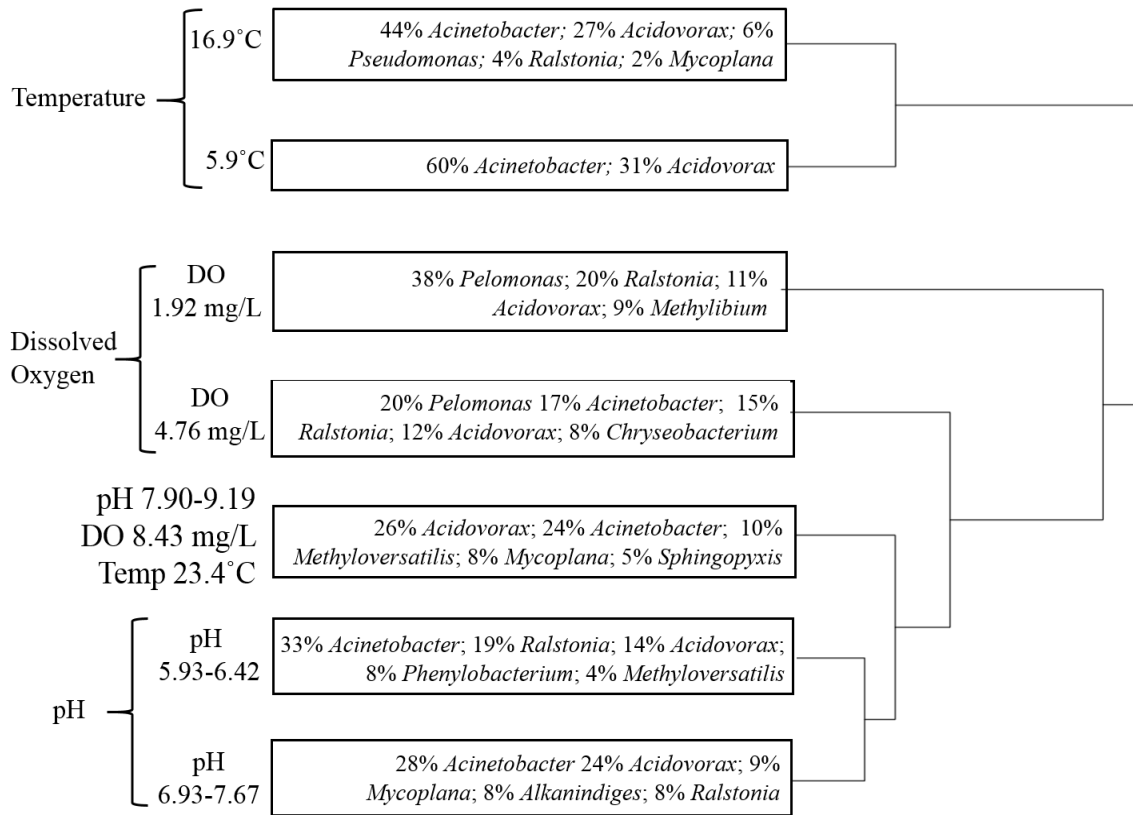 Temperature
16.9˚C
44% Acinetobacter; 27% Acidovorax; 6%
Pseudomonas; 4% Ralstonia; 2% Mycoplana
5.9˚C
60% Acinetobacter; 31% Acidovorax
Dissolved
Oxygen
DO
1.92 mg/L
38% Pelomonas; 20% Ralstonia; 11%
Acidovorax; 9% Methylibium
DO
4.76 mg/L
20% Pelomonas 17% Acinetobacter; 15%
Ralstonia; 12% Acidovorax; 8% Chryseobacterium
pH 7.90-9.19
DO 8.43 mg/L
Temp 23.4˚C
26% Acidovorax; 24% Acinetobacter; 10%
Methyloversatilis; 8% Mycoplana; 5% Sphingopyxis
pH
pH
5.93-6.42
33% Acinetobacter; 19% Ralstonia; 14% Acidovorax;
8% Phenylobacterium; 4% Methyloversatilis
pH
6.93-7.67
28% Acinetobacter 24% Acidovorax; 9%
Mycoplana; 8% Alkanindiges; 8% Ralstonia